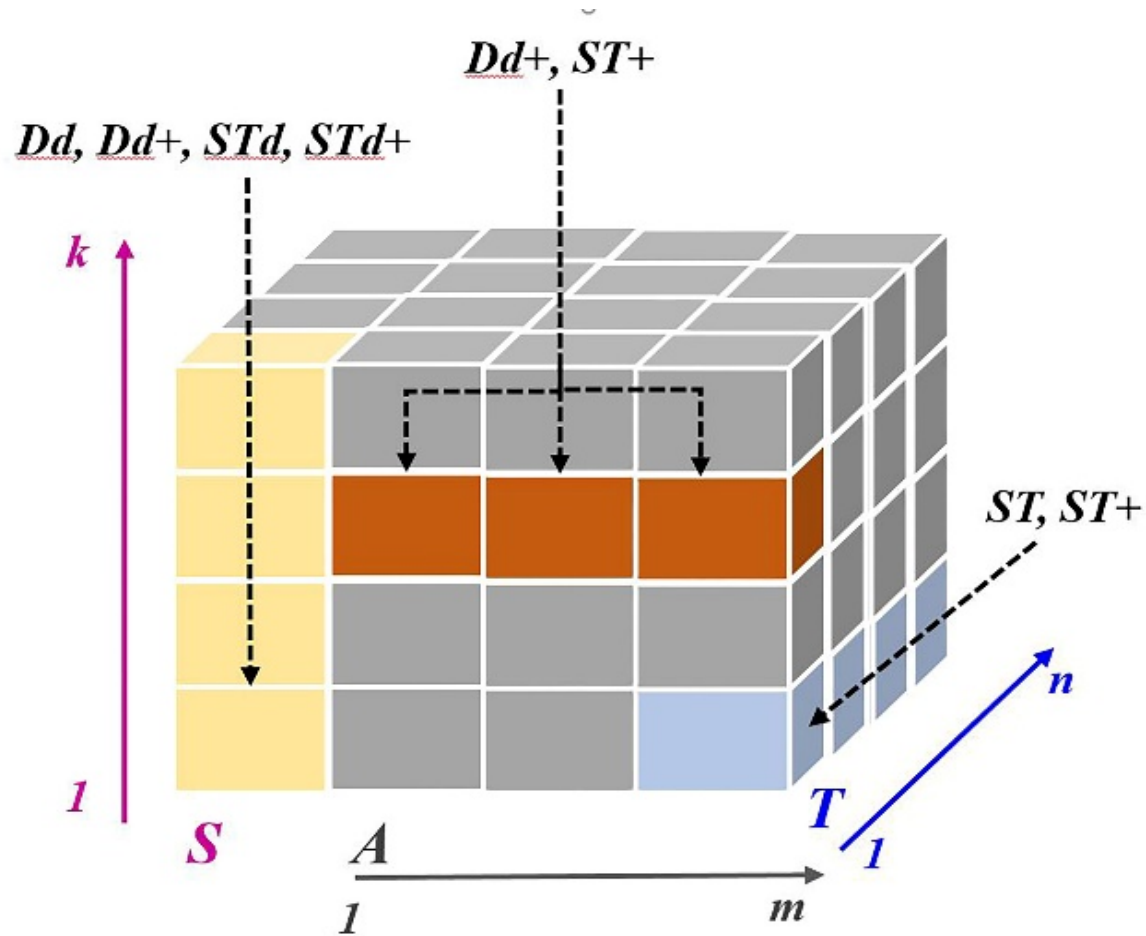 Dd+, ST+
Dd, Dd+, STd, STd+
k
ST, ST+
n
1
T
S
A
1
1
m